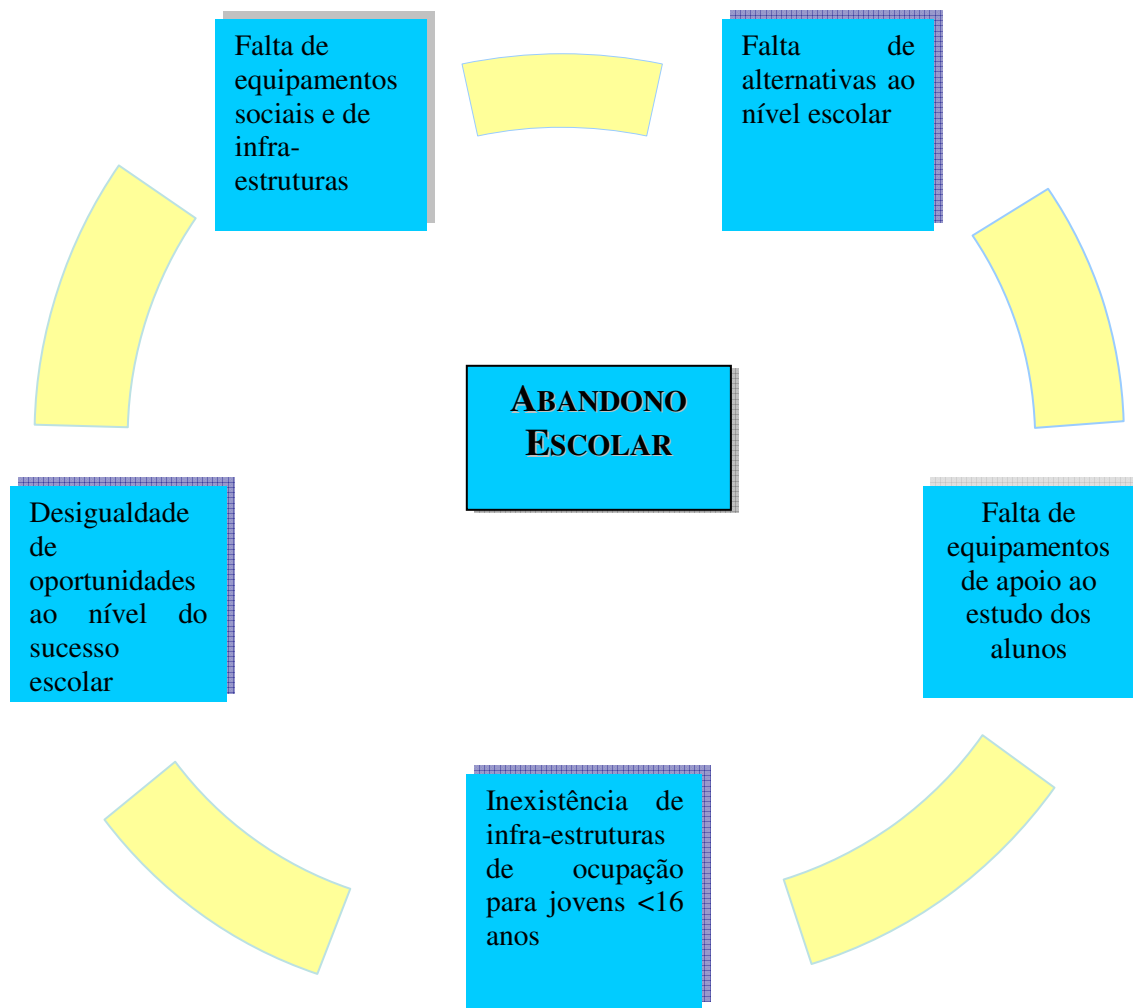 Falta de
equipamentos
sociais e de
infra-
estruturas
Falta de
alternativas ao
nível escolar
ABANDONO
ESCOLAR
Desigualdade
de
oportunidades
ao nível do
sucesso
escolar
Falta de
equipamentos
de apoio ao
estudo dos
alunos
Inexistência de
infra-estruturas
de ocupação
para jovens <16
anos